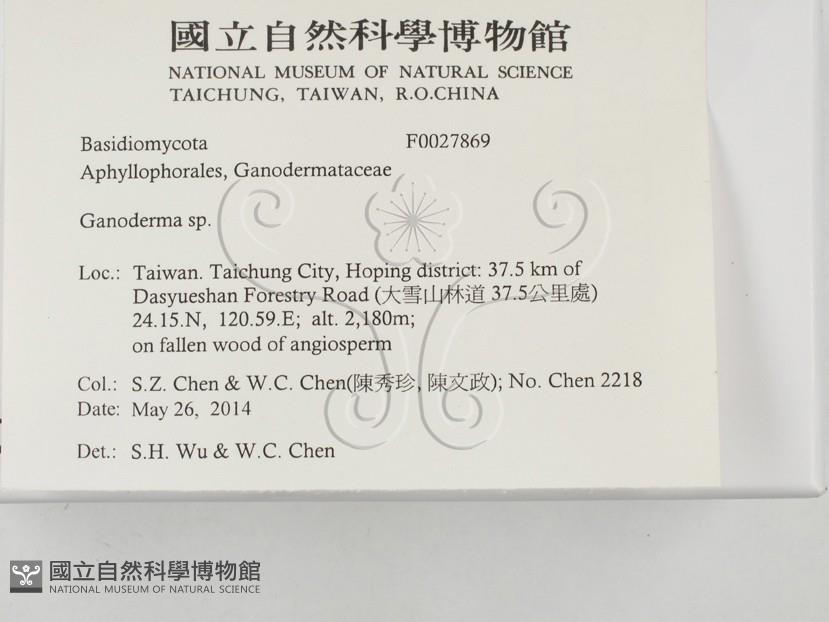 國立自然科學博物館
NATIONAL MUSEUM OF NATURAL SCIENCE
TAICHUNG, TAIWAN, R.O.CHINA
Basidiomycota F0027869
Aphyllophorales, Ganodermataceae
Ganoderma sp.
Loc.: Taiwan. Taichung City, Hoping district: 37.5 km of
Dasyueshan Forestry Road (大雪山林道 37.5公里處)
24.15.N, 120.59.E; alt. 2,180m;
on fallen wood of angiosperm
Col.: S.Z. Chen & W.C. Chen(陳秀珍, 陳文政); No. Chen 2218
Date: May 26, 2014
Det.: S.H. Wu & W.C. Chen
國立自然科學博物館
NATIONAL MUSEUM OF NATURAL SCIENCE